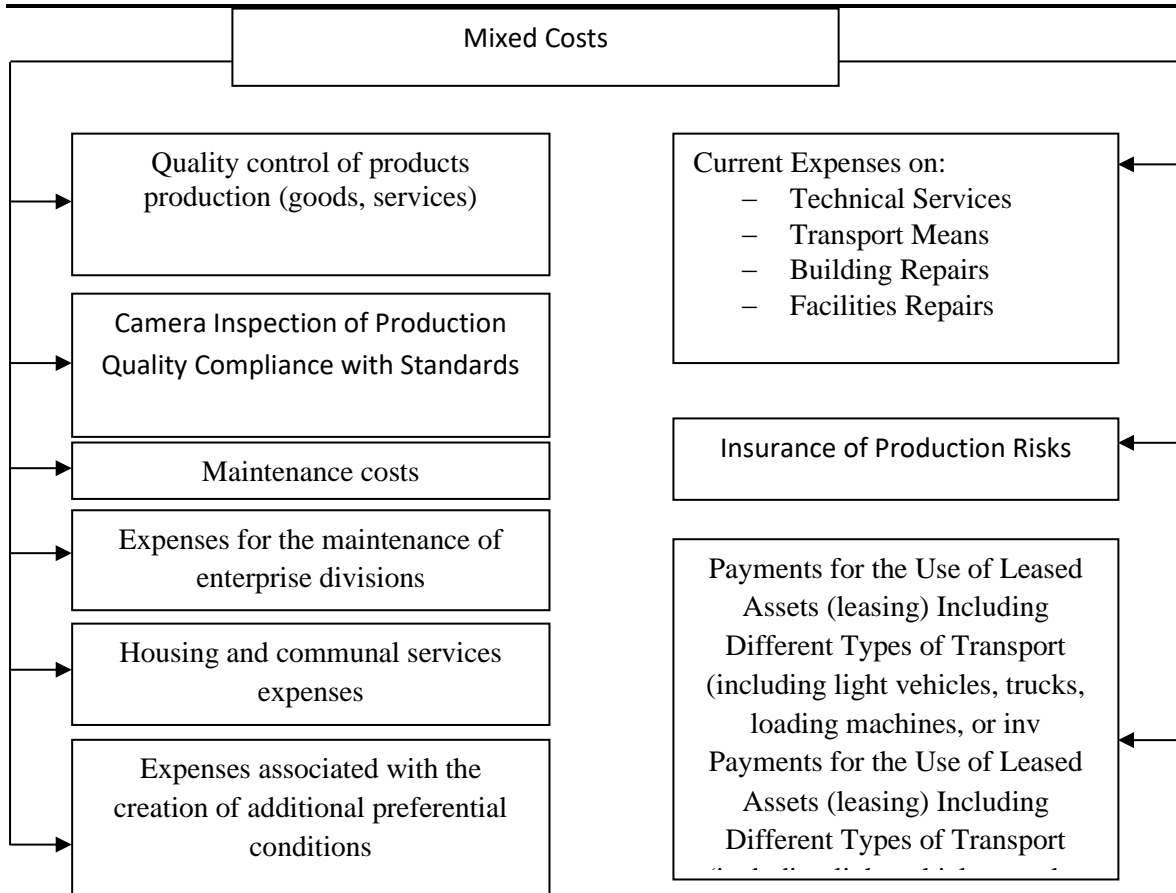 Mixed Costs
Quality control of products
production (goods, services)
Camera Inspection of Production
Quality Compliance with Standards
Maintenance costs
Expenses for the maintenance of
enterprise divisions
Housing and communal services
expenses
Expenses associated with the
creation of additional preferential
conditions
Current Expenses on:
– Technical Services
– Transport Means
– Building Repairs
– Facilities Repairs
Insurance of Production Risks
Payments for the Use of Leased
Assets (leasing) Including
Different Types of Transport
(including light vehicles, trucks,
loading machines, or inv
Payments for the Use of Leased
Assets (leasing) Including
Different Types of Transport